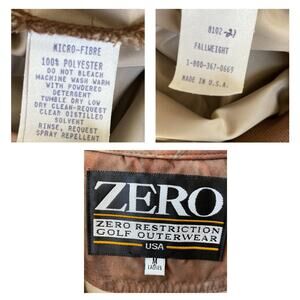 MICRO-FIBRE
100% POLYESTER
DO NOT BLEACH
MACHINE WASH WARM
WITH POWDERED
DETERGENT
TUMBLE DRY LOW
DRY CLEAN-REQUEST
CLEAR DISTILLED
SOLVENT
RINSE, REQUEST
SPRAY REPELLENT
8102
FALLWEIGHT
1-800-367-0669
MADE IN U.S.A.
ZERO
ZERO RESTRICTION
GOLF OUTERWEAR
USA
M
LADIES